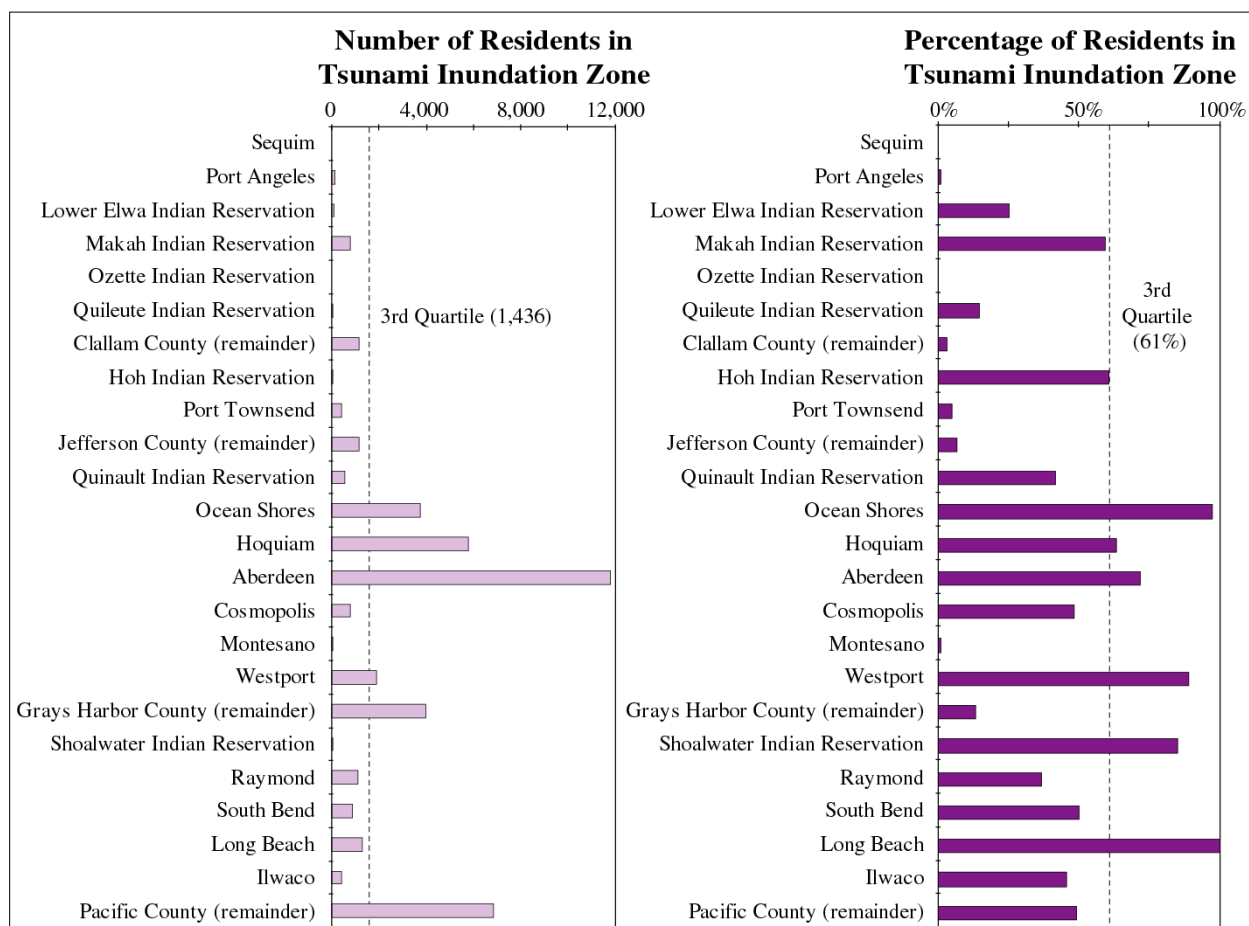 Number of Residents in
Tsunami Inundation Zone
0 4,000 8,000 12,000
Sequim
Port Angeles
Lower Elwa Indian Reservation
Makah Indian Reservation
Ozette Indian Reservation
Quileute Indian Reservation
3rd Quartile (1,436)
Clallam County (remainder)
Hoh Indian Reservation
Port Townsend
Jefferson County (remainder)
Quinault Indian Reservation
Ocean Shores
Hoquiam
Aberdeen
Cosmopolis
Montesano
Westport
Grays Harbor County (remainder)
Shoalwater Indian Reservation
Raymond
South Bend
Long Beach
Ilwaco
Pacific County (remainder)
Percentage of Residents in
Tsunami Inundation Zone
0% 50% 100%
Sequim
Port Angeles
Lower Elwa Indian Reservation
Makah Indian Reservation
Ozette Indian Reservation
3rd
Quartile
(61%)
Quileute Indian Reservation
Clallam County (remainder)
Hoh Indian Reservation
Port Townsend
Jefferson County (remainder)
Quinault Indian Reservation
Ocean Shores
Hoquiam
Aberdeen
Cosmopolis
Montesano
Westport
Grays Harbor County (remainder)
Shoalwater Indian Reservation
Raymond
South Bend
Long Beach
Ilwaco
Pacific County (remainder)